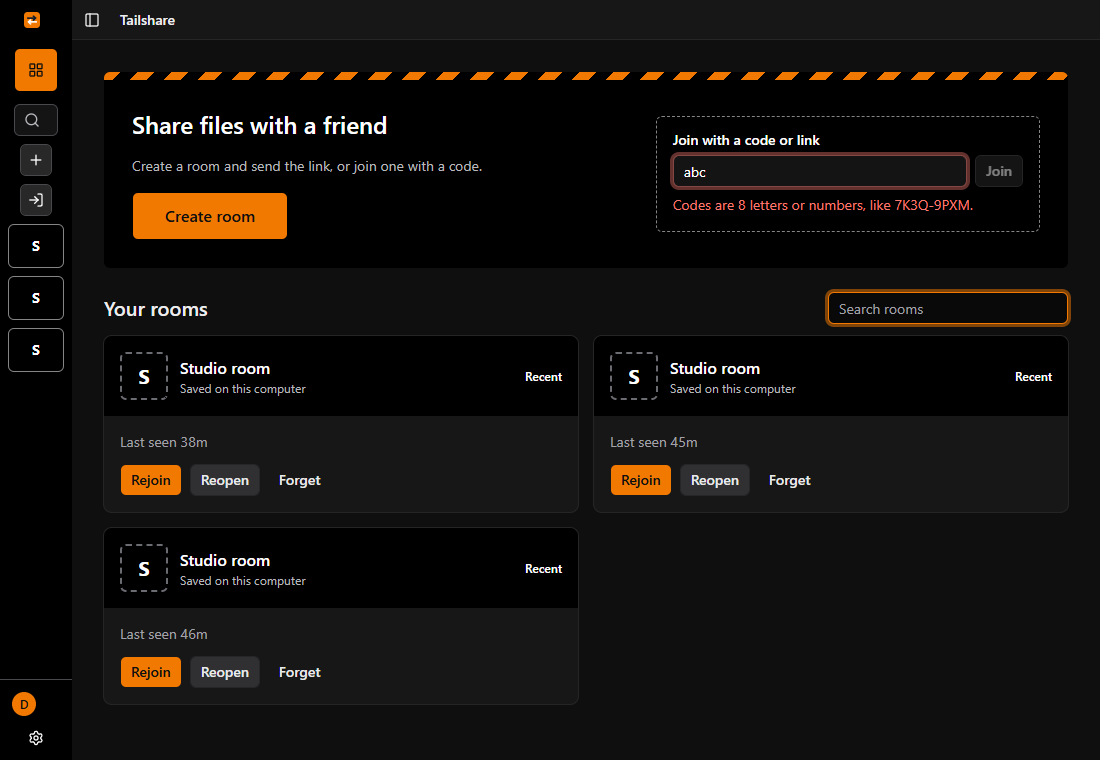 Tailshare
Share files with a friend
Create a room and send the link, or join one with a code.
Create room
Join with a code or link
abc
Join
Codes are 8 letters or numbers, like 7K3Q-9PXM.
S
S
S
Your rooms
Search rooms
S
Studio room
Saved on this computer
Recent
Last seen 38m
Rejoin
Reopen
Forget
S
Studio room
Saved on this computer
Recent
Last seen 45m
Rejoin
Reopen
Forget
S
Studio room
Saved on this computer
Recent
Last seen 46m
Rejoin
Reopen
Forget
D